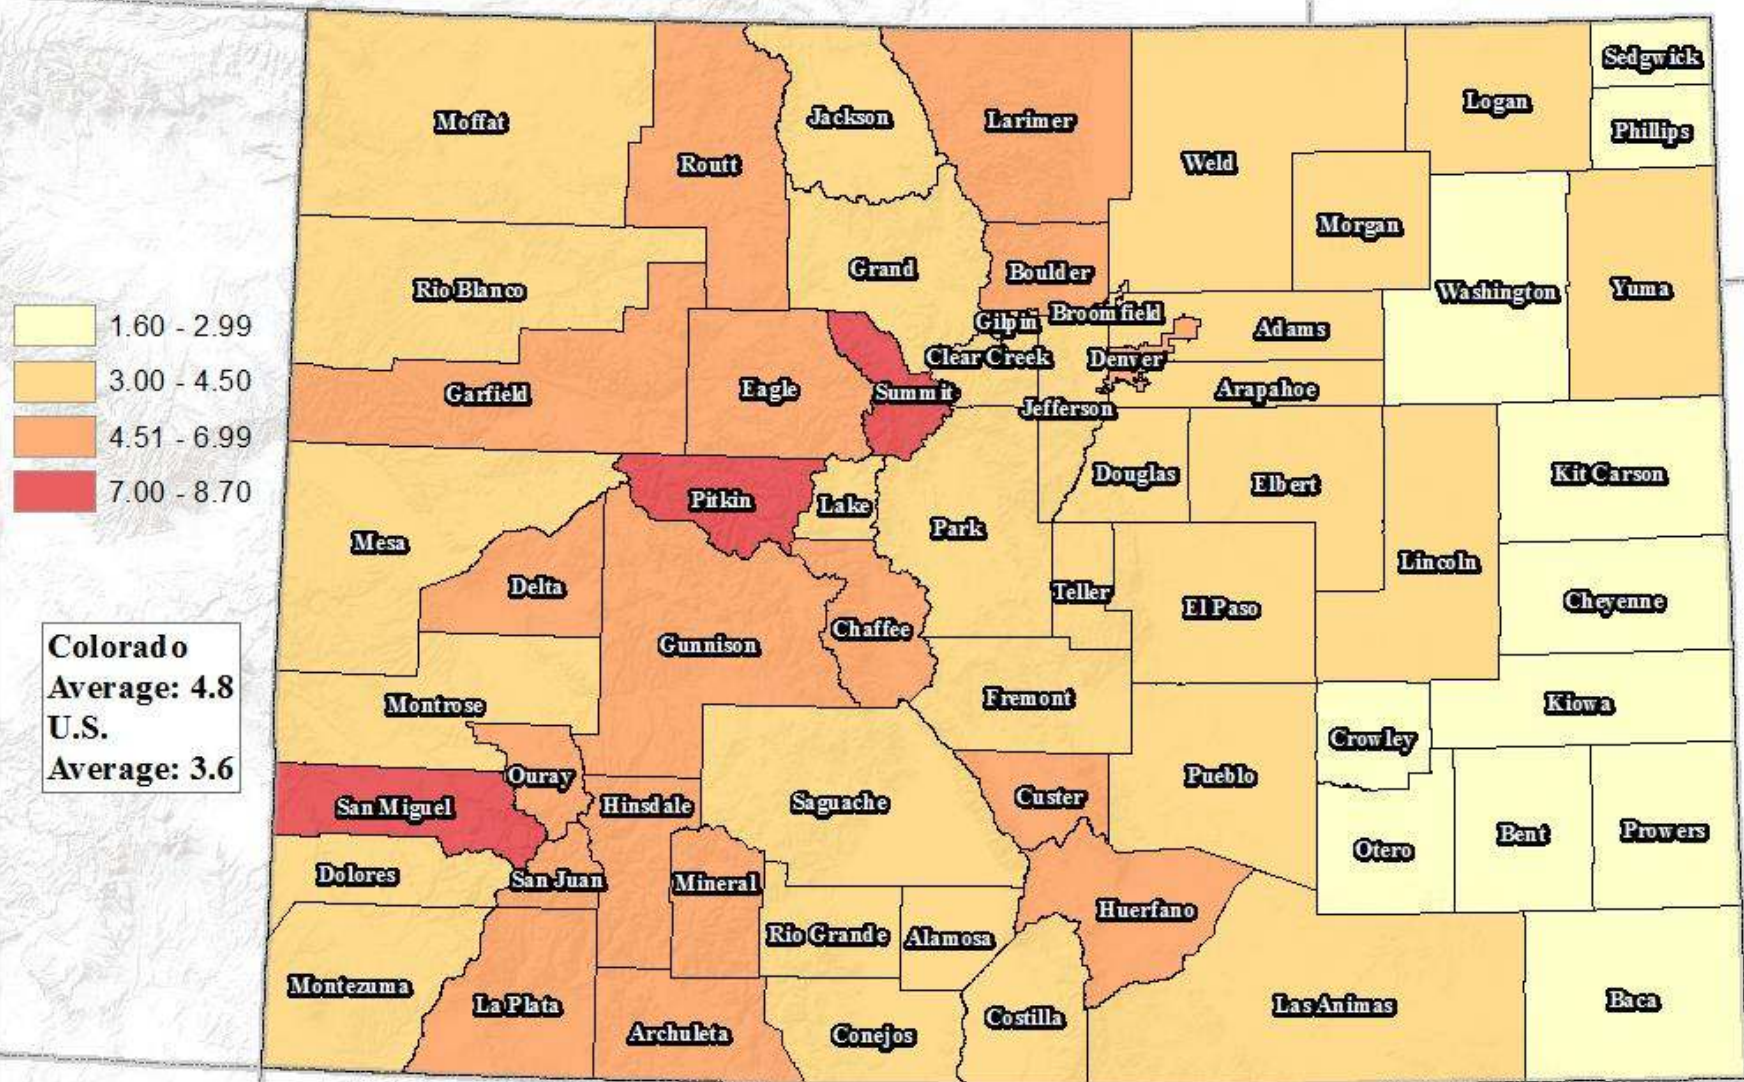 Sedgwick
Logan
Moffat
Jackson
Larimer
Phillips
Routt
Weld
Morgan
Grand
Boulder
Rio Blanco
Washington
Yuma
Broomfield
Gilpin
Adams
1.60 - 2.99
Clear Creek
Denver
3.00 - 4.50
Garfield
Eagle
Summit
Arapahoe
Jefferson
4.51 - 6.99
Douglas
Elbert
Kit Carson
7.00 - 8.70
Pitkin
Lake
Park
Mesa
Lincoln
Delta
Teller
El Paso
Cheyenne
Chaffee
Gunnison
Colorado
Average: 4.8
U.S.
Average: 3.6
Montrose
Fremont
Kiowa
Crowley
Ouray
Pueblo
San Miguel
Hinsdale
Saguache
Custer
Otero
Bent
Prowers
Dolores
San Juan
Mineral
Huerfano
Rio Grande
Alamosa
Montezuma
La Plata
Archuleta
Conejos
Costilla
Las Animas
Baca